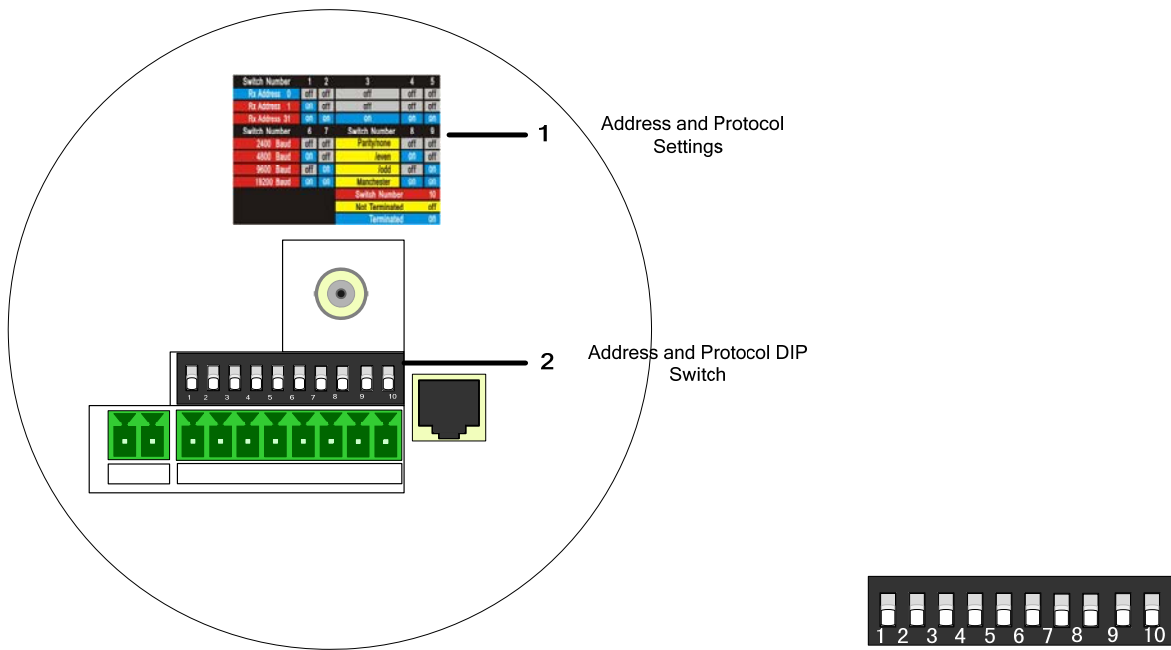 Switch Number 1 2 3 4 5
Rx Address 0 off off off off off
Rx Address 1 on off off off off
Rx Address 31 on on on on on
Switch Number 6 7 Switch Number 8 9
2400 Baud off off Parity/none off off
4800 Baud on off /even on off
9600 Baud off on /odd off on
19200 Baud on on Manchester on on
Switch Number 10
Not Terminated off
Terminated on
1
Address and Protocol
Settings
2
Address and Protocol DIP
Switch
1 2 3 4 5 6 7 8 9 10
1 2 3 4 5 6 7 8 9 10